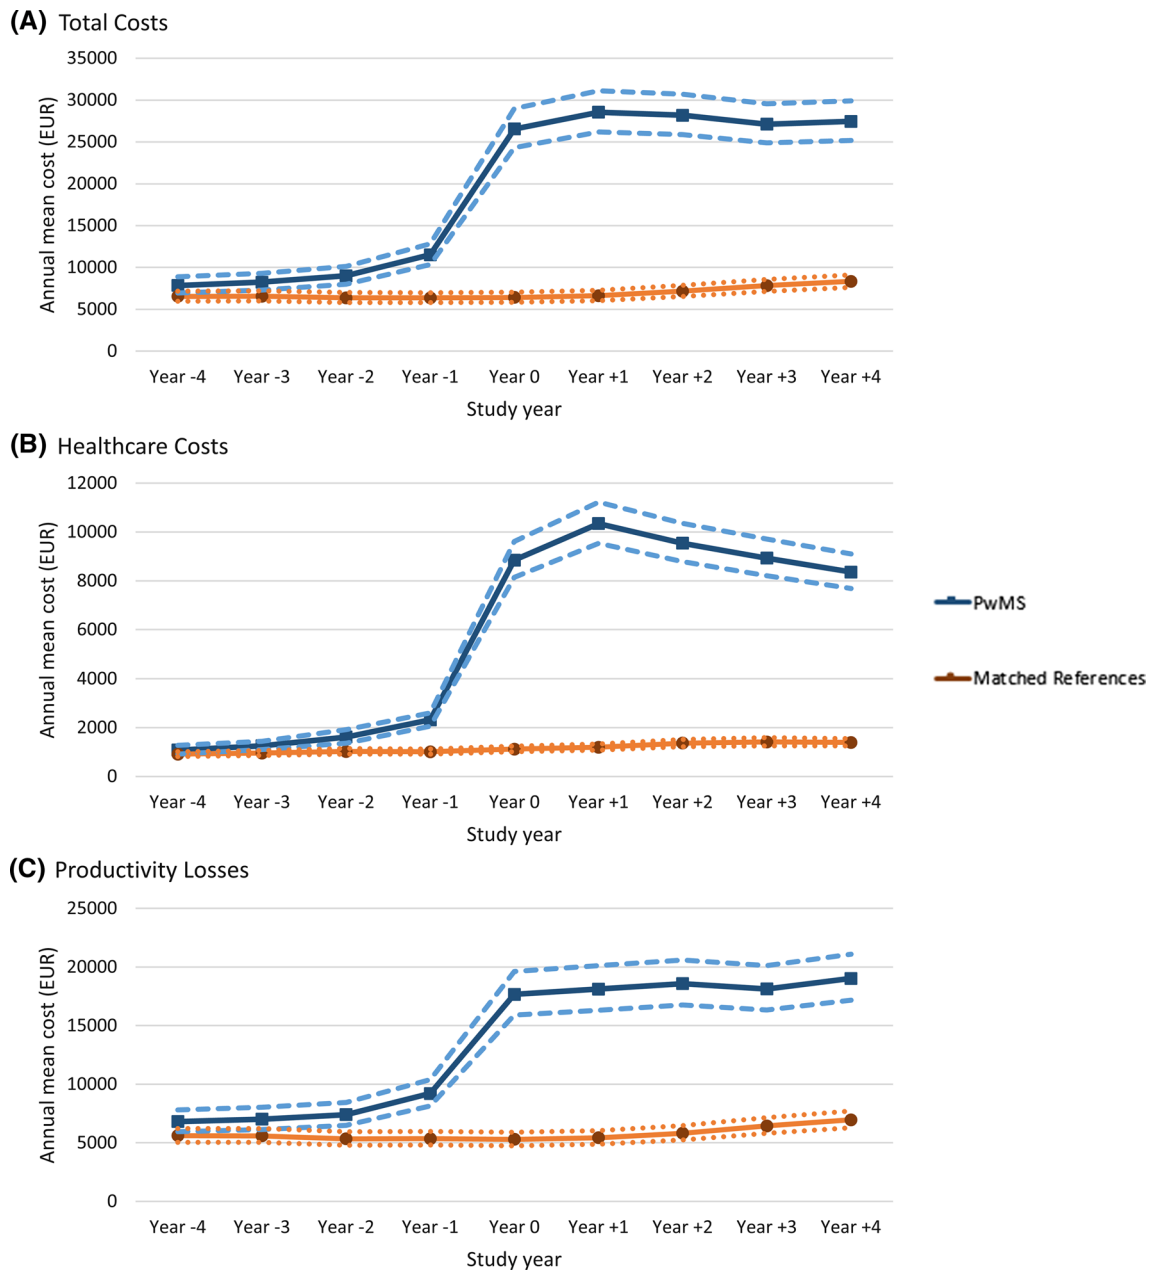 (A) Total Costs
Annual mean cost (EUR)
35000
30000
25000
20000
15000
10000
5000
0
Year -4 Year -3 Year -2 Year -1 Year 0 Year +1 Year +2 Year +3 Year +4
Study year
(B) Healthcare Costs
Annual mean cost (EUR)
12000
10000
8000
6000
4000
2000
0
Year -4 Year -3 Year -2 Year -1 Year 0 Year +1 Year +2 Year +3 Year +4
Study year
PwMS
Matched References
(C) Productivity Losses
Annual mean cost (EUR)
25000
20000
15000
10000
5000
0
Year -4 Year -3 Year -2 Year -1 Year 0 Year +1 Year +2 Year +3 Year +4
Study year